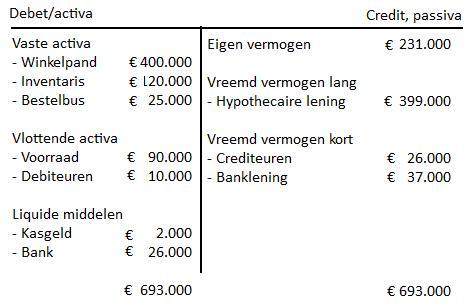 Debet/activa
Vaste activa
- Winkelpand € 400.000
- Inventaris € 120.000
- Bestelbus € 25.000
Vlottende activa
- Voorraad € 90.000
- Debiteuren € 10.000
Liquide middelen
- Kasgeld € 2.000
- Bank € 26.000
€ 693.000
Credit, passiva
Eigen vermogen € 231.000
Vreemd vermogen lang
- Hypothecaire lening € 399.000
Vreemd vermogen kort
- Crediteuren € 26.000
- Banklening € 37.000
€ 693.000